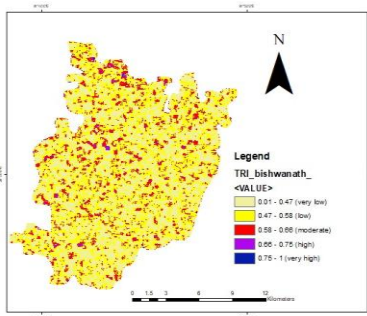 N
Legend
TRI_bishwanath_
<VALUE>
0.01 - 0.47 (very low)
0.47 - 0.58 (low)
0.58 - 0.66 (moderate)
0.66 - 0.75 (high)
0.75 - 1 (very high)
0 1.5 3 6 9 12
Kilometers